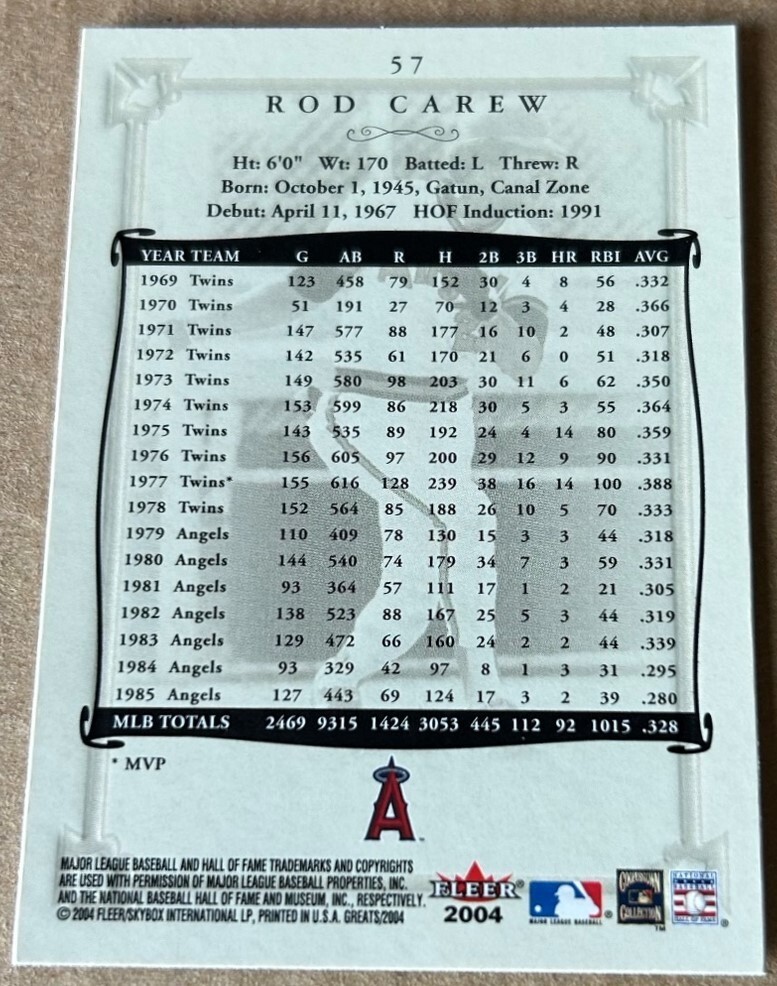 57
ROD CAREW
Ht: 6'0" Wt: 170 Batted: L Threw: R
Born: October 1, 1945, Gatun, Canal Zone
Debut: April 11, 1967 HOF Induction: 1991
YEAR TEAM G AB R H 2B 3B HR RBI AVG
1969 Twins 123 458 79 152 30 4 8 56 .332
1970 Twins 51 191 27 70 12 3 4 28 .366
1971 Twins 147 577 88 177 16 10 2 48 .307
1972 Twins 142 535 61 170 21 6 0 51 .318
1973 Twins 149 580 98 203 30 11 6 62 .350
1974 Twins 153 599 86 218 30 5 3 55 .364
1975 Twins 143 535 89 192 24 4 14 80 .359
1976 Twins 156 605 97 200 29 12 9 90 .331
1977 Twins* 155 616 128 239 38 16 14 100 .388
1978 Twins 152 564 85 188 26 10 5 70 .333
1979 Angels 110 409 78 130 15 3 3 44 .318
1980 Angels 144 540 74 179 34 7 3 59 .331
1981 Angels 93 364 57 111 17 1 2 21 .305
1982 Angels 138 523 88 167 25 5 3 44 .319
1983 Angels 129 472 66 160 24 2 2 44 .339
1984 Angels 93 329 42 97 8 1 3 31 .295
1985 Angels 127 443 69 124 17 3 2 39 .280
MLB TOTALS 2469 9315 1424 3053 445 112 92 1015 .328
* MVP
A
MAJOR LEAGUE BASEBALL AND HALL OF FAME TRADEMARKS AND COPYRIGHTS
ARE USED WITH PERMISSION OF MAJOR LEAGUE BASEBALL PROPERTIES, INC.
AND THE NATIONAL BASEBALL HALL OF FAME AND MUSEUM, INC., RESPECTIVELY.
© 2004 FLEER/SKYBOX INTERNATIONAL LP, PRINTED IN U.S.A. GREATS/2004
FLEER®
2004
MAJOR LEAGUE BASEBALL ®
COOPERSTOWN
COLLECTION
TM
NATIONAL
BASEBALL
HALL OF FAME
®